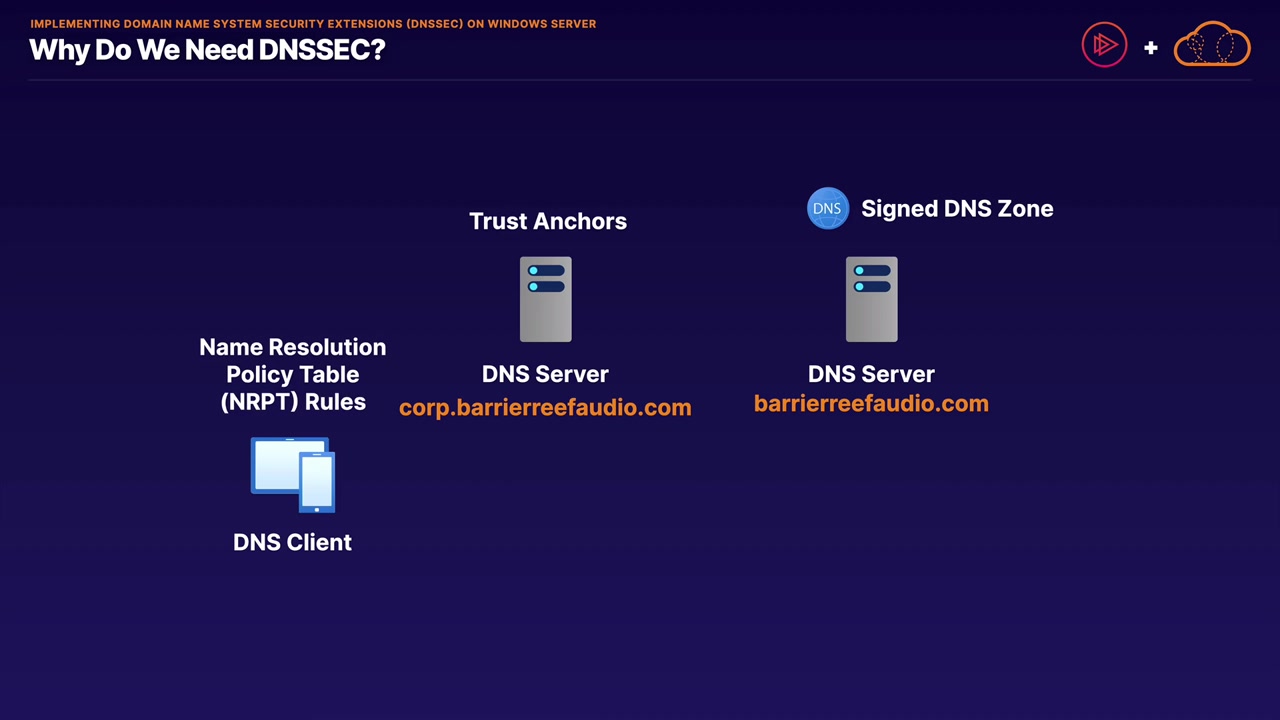 IMPLEMENTING DOMAIN NAME SYSTEM SECURITY EXTENSIONS (DNSSEC) ON WINDOWS SERVER
Why Do We Need DNSSEC?
+
DNS
Signed DNS Zone
Trust Anchors
Name Resolution
Policy Table
(NRPT) Rules
DNS Server
corp.barrierreefaudio.com
DNS Server
barrierreefaudio.com
DNS Client